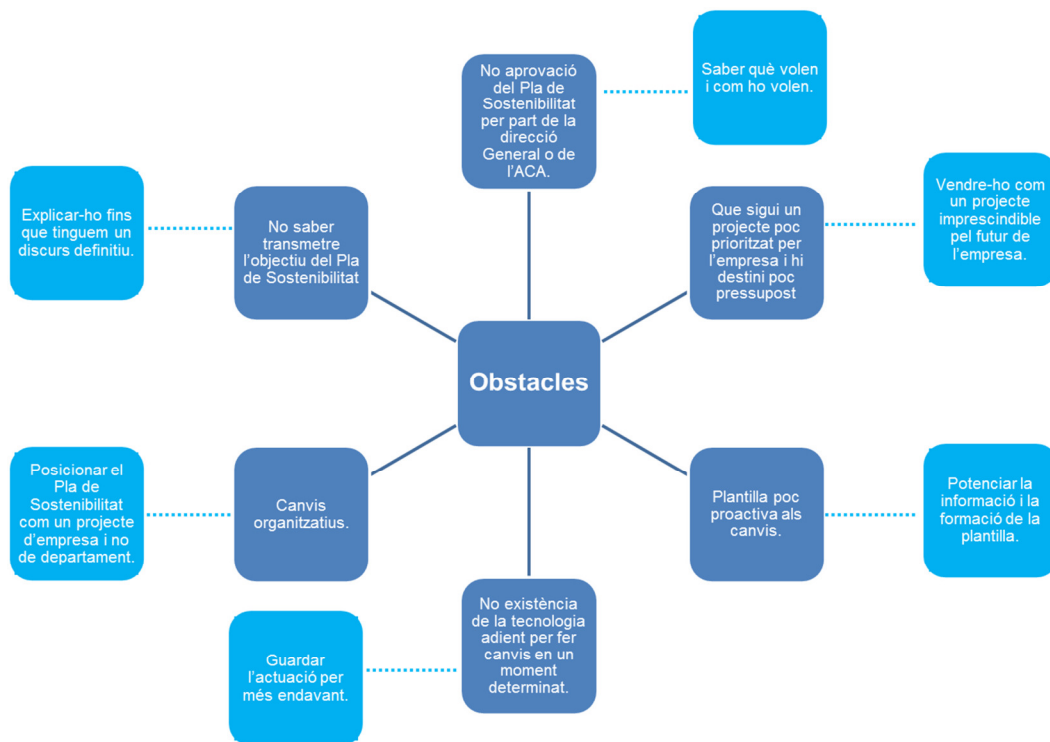 No aprovació
del Pla de
Sostenibilitat
per part de la
direcció
General o de
l'ACA.
Saber què volen
i com ho volen.
Explicar-ho fins
que tinguem un
discurs definitiu.
No saber
transmetre
l'objectiu del Pla
de Sostenibilitat
Que sigui un
projecte poc
prioritzat per
l'empresa i hi
destini poc
pressupost
Vendre-ho com
un projecte
imprescindible
pel futur de
l'empresa.
Obstacles
Posicionar el
Pla de
Sostenibilitat
com un projecte
d'empresa i no
de departament.
Canvis
organitzatius.
Plantilla poc
proactiva als
canvis.
Potenciar la
informació i la
formació de la
plantilla.
Guardar
l'actuació per
més endavant.
No existència
de la tecnologia
adient per fer
canvis en un
moment
determinat.